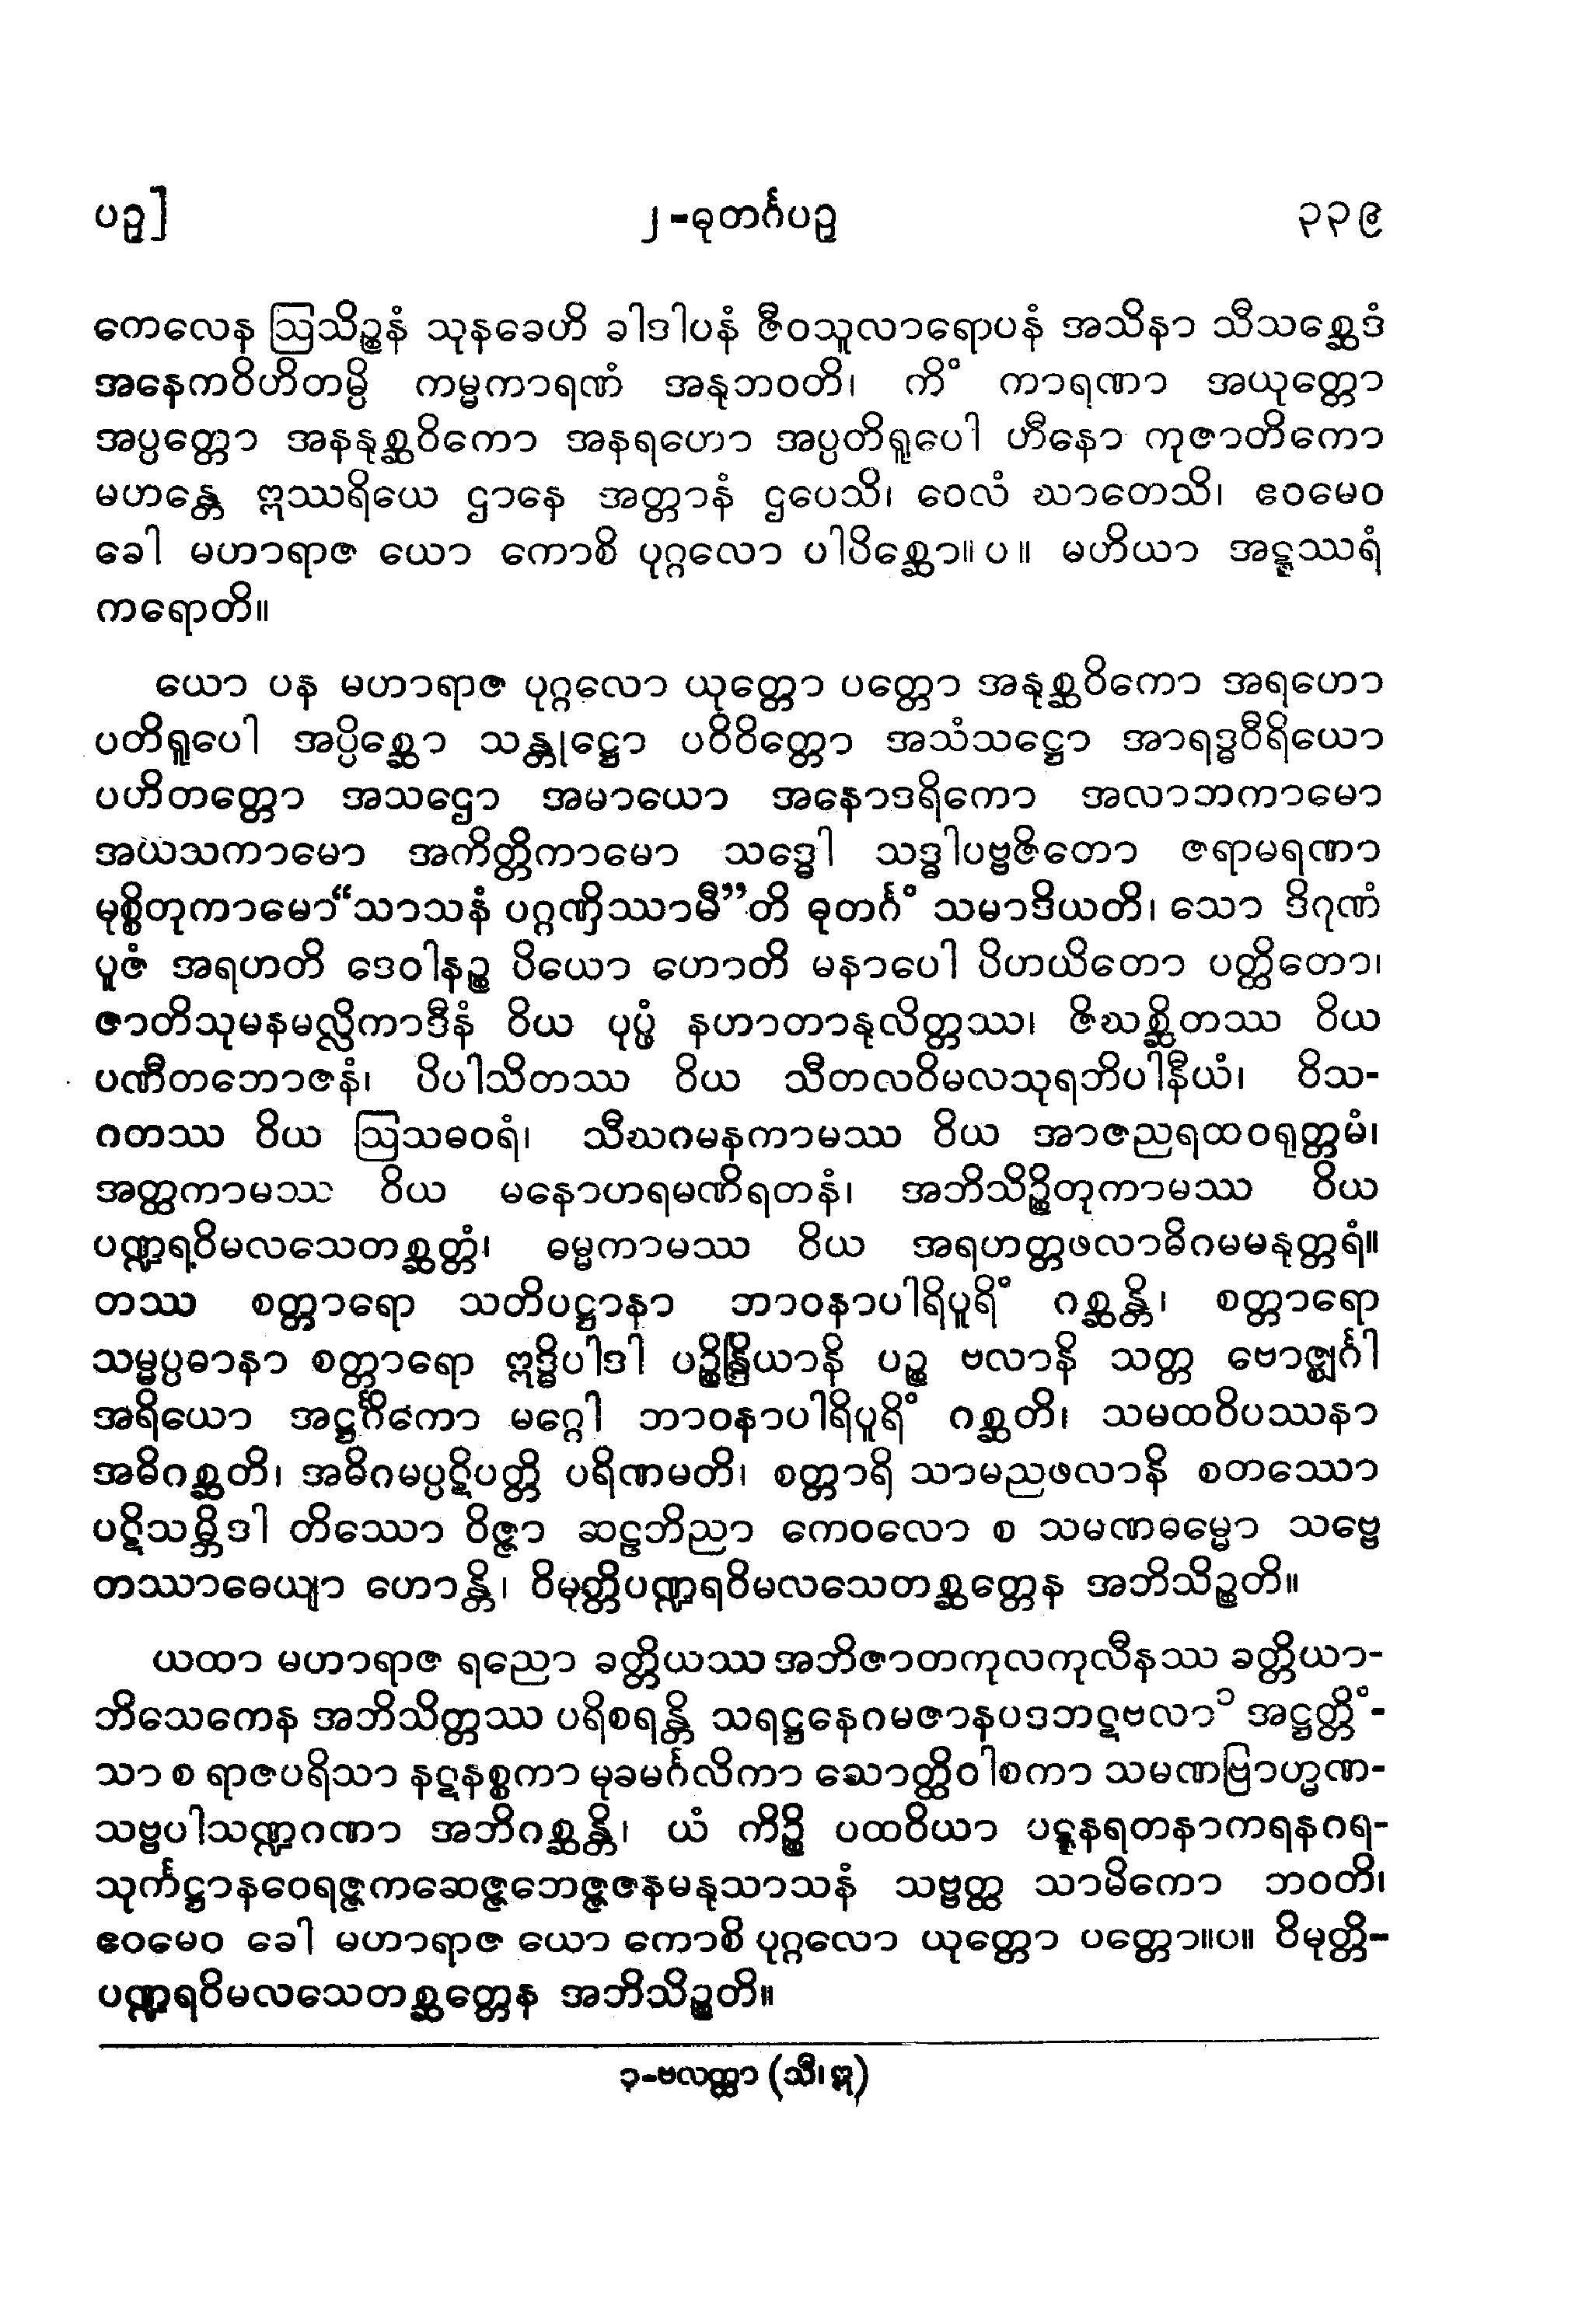 ပဉှ]
၂-ဓုတင်္ဂပဉှ
၃၃၉
ကေလေန ဩသိဉ္စနံ သုနခေဟိ ခါဒါပနံ ဇီဝသူလာရောပနံ အသိနာ သီသစ္ဆေဒံ
အနေကဝိဟိတမ္ပိ ကမ္မကာရဏံ အနုဘဝတိ၊ ကိံ ကာရဏာ အယုတ္တော
အပ္ပတ္တော အနနုစ္ဆဝိကော အနရဟော အပ္ပတိရူပေါ ဟီနော ကုဇာတိကော
မဟန္တေ ဣဿရိယေ ဌာနေ အတ္တာနံ ဌပေသိ၊ ဝေလံ ဃာတေသိ၊ ဧဝမေဝ
ခေါ မဟာရာဇ ယော ကောစိ ပုဂ္ဂလော ပါပိစ္ဆော။ပ။ မဟိယာ အဋ္ဋဿရံ
ကရောတိ။
ယော ပန မဟာရာဇ ပုဂ္ဂလော ယုတ္တော ပတ္တော အနုစ္ဆဝိကော အရဟော
ပတိရူပေါ အပ္ပိစ္ဆော သန္တုဋ္ဌော ပဝိဝိတ္တော အသံသဋ္ဌော အာရဒ္ဓဝီရိယော
ပဟိတတ္တော အသဌော အမာယော အနောဒရိကော အလာဘကာမော
အယသကာမော အကိတ္တိကာမော သဒ္ဓေါ သဒ္ဓါပဗ္ဗဇိတော ဇရာမရဏာ
မုစ္စိတုကာမော“သာသနံ ပဂ္ဂဏှိဿာမီ”တိ ဓုတင်္ဂံ သမာဒိယတိ၊ သော ဒိဂုဏံ
ပူဇံ အရဟတိ ဒေဝါနဉ္စ ပိယော ဟောတိ မနာပေါ ပိဟယိတော ပတ္ထိတော၊
ဇာတိသုမနမလ္လိကာဒီနံ ဝိယ ပုပ္ဖံ နဟာတာနုလိတ္တဿ၊ ဇိဃစ္ဆိတဿ ဝိယ
ပဏီတဘောဇနံ၊ ပိပါသိတဿ ဝိယ သီတလဝိမလသုရဘိပါနီယံ၊ ဝိသ-
ဂတဿ ဝိယ ဩသဓဝရံ၊ သီဃဂမနကာမဿ ဝိယ အာဇညရထဝရုတ္တမံ၊
အတ္ထကာမဿ ဝိယ မနောဟရမဏိရတနံ၊ အဘိသိဉ္စိတုကာမဿ ဝိယ
ပဏ္ဍရဝိမလသေတစ္ဆတ္တံ၊ ဓမ္မကာမဿ ဝိယ အရဟတ္တဖလာဓိဂမမနုတ္တရံ။
တဿ စတ္တာရော သတိပဋ္ဌာနာ ဘာဝနာပါရိပူရိံ ဂစ္ဆန္တိ၊ စတ္တာရော
သမ္မပ္ပဓာနာ စတ္တာရော ဣဒ္ဓိပါဒါ ပဉ္စိန္ဒြိယာနိ ပဉ္စ ဗလာနိ သတ္တ ဗောဇ္ဈင်္ဂါ
အရိယော အဋ္ဌင်္ဂိကော မဂ္ဂေါ ဘာဝနာပါရိပူရိံ ဂစ္ဆတိ၊ သမထဝိပဿနာ
အဓိဂစ္ဆတိ၊ အဓိဂမပ္ပဋိပတ္တိ ပရိဏမတိ၊ စတ္တာရိ သာမညဖလာနိ စတဿော
ပဋိသမ္ဘိဒါ တိဿော ဝိဇ္ဇာ ဆဠဘိညာ ကေဝလော စ သမဏဓမ္မော သဗ္ဗေ
တဿာဓေယျာ ဟောန္တိ၊ ဝိမုတ္တိပဏ္ဍရဝိမလသေတစ္ဆတ္တေန အဘိသိဉ္စတိ။
ယထာ မဟာရာဇ ရညော ခတ္တိယဿ အဘိဇာတကုလကုလီနဿ ခတ္တိယာ-
ဘိသေကေန အဘိသိတ္တဿ ပရိစရန္တိ သရဋ္ဌနေဂမဇာနပဒဘဋဗလာ၁ အဋ္ဌတ္တိံ-
သာ စ ရာဇပရိသာ နဋနစ္စကာ မုခမင်္ဂလိကာ သောတ္ထိဝါစကာ သမဏဗြာဟ္မဏ-
သဗ္ဗပါသဏ္ဍဂဏာ အဘိဂစ္ဆန္တိ၊ ယံ ကိဉ္စိ ပထဝိယာ ပဋ္ဋနရတနာကရနဂရ-
သုင်္ကဋ္ဌာနဝေရဇ္ဇကဆေဇ္ဇဘေဇ္ဇဇနမနုသာသနံ သဗ္ဗတ္ထ သာမိကော ဘဝတိ၊
ဧဝမေဝ ခေါ မဟာရာဇ ယော ကောစိ ပုဂ္ဂလော ယုတ္တော ပတ္တော။ပ။ ဝိမုတ္တိ-
ပဏ္ဍရဝိမလသေတစ္ဆတ္တေန အဘိသိဉ္စတိ။
၁-ဗလတ္ထာ (သီ၊ဣ)